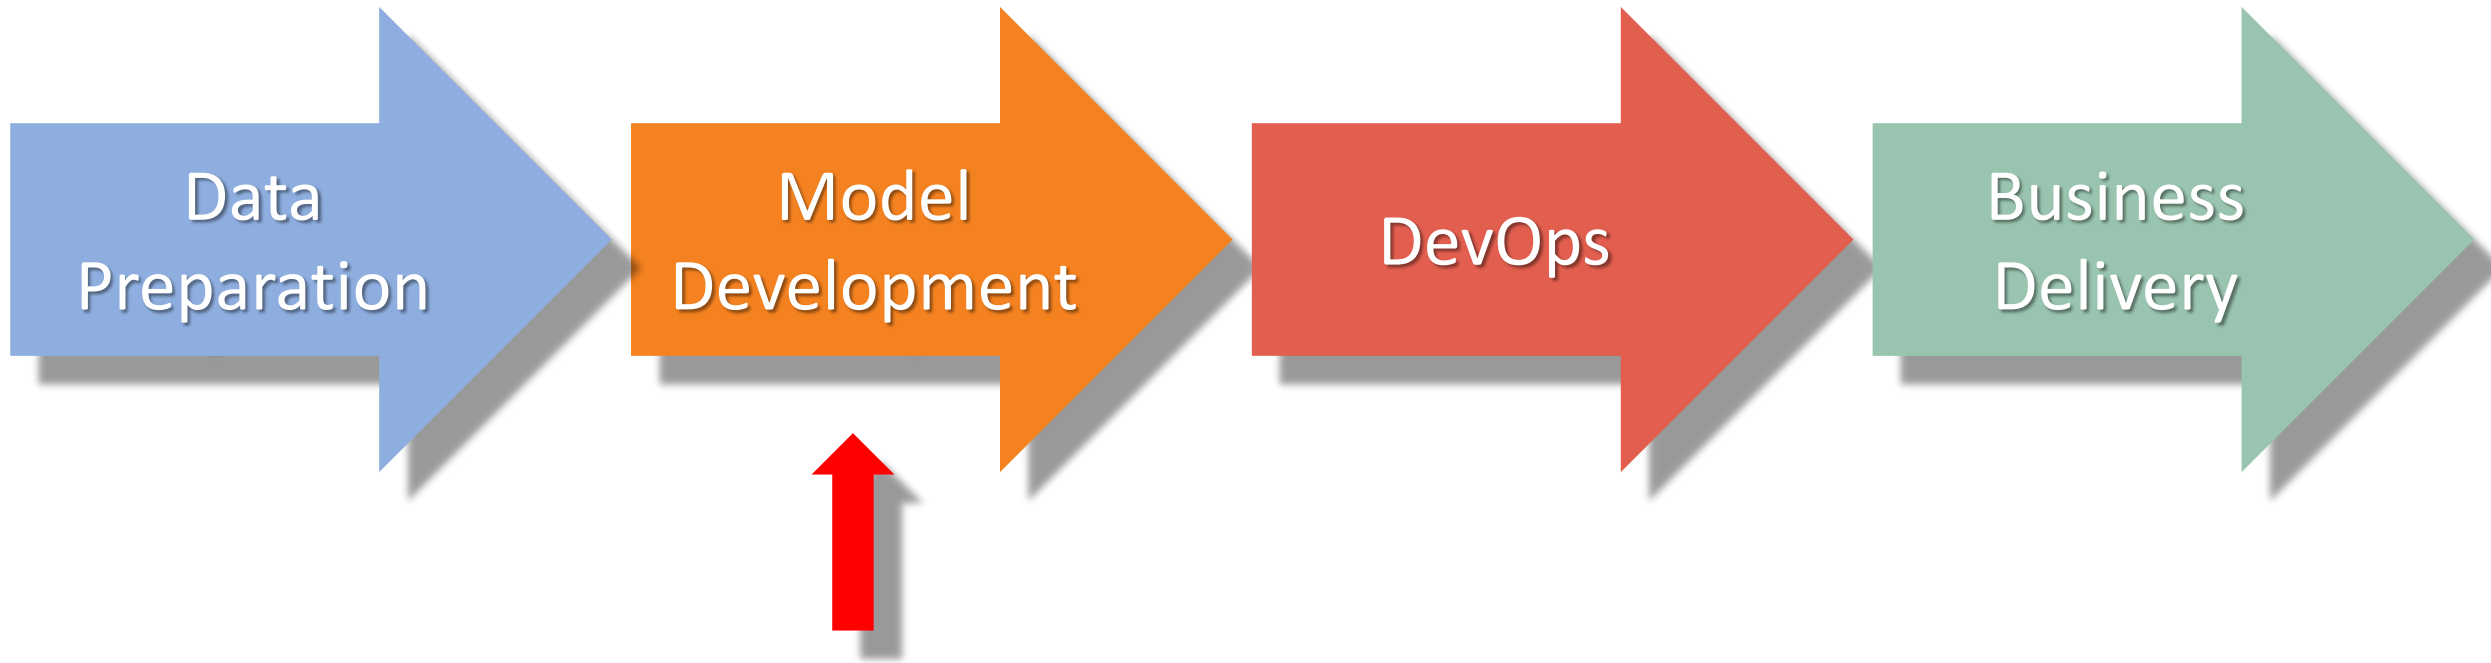 Data
Preparation
Model
Development
DevOps
Business
Delivery